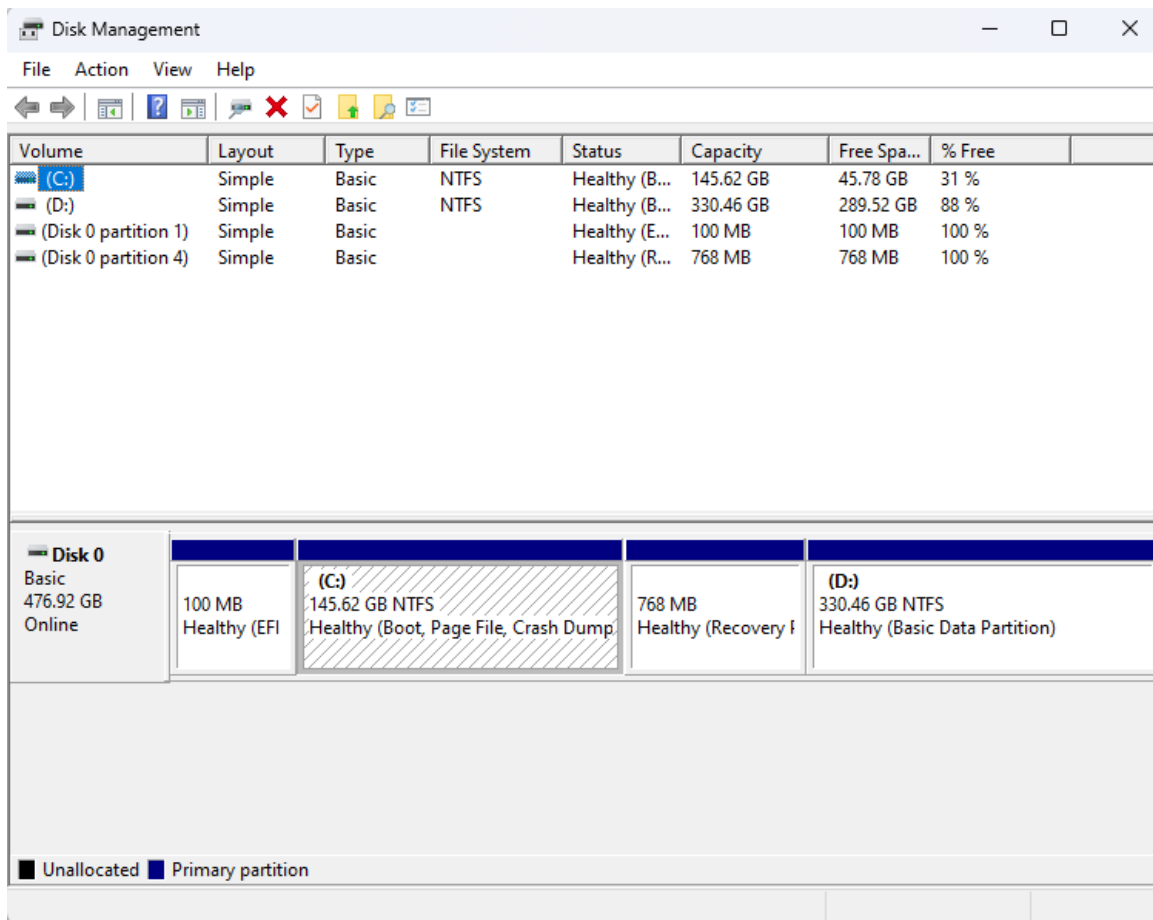 Disk Management
File Action View Help
Volume Layout Type File System Status Capacity Free Spa... % Free
(C:) Simple Basic NTFS Healthy (B... 145.62 GB 45.78 GB 31 %
(D:) Simple Basic NTFS Healthy (B... 330.46 GB 289.52 GB 88 %
(Disk 0 partition 1) Simple Basic Healthy (E... 100 MB 100 MB 100 %
(Disk 0 partition 4) Simple Basic Healthy (R... 768 MB 768 MB 100 %
Disk 0
Basic
476.92 GB
Online
100 MB
Healthy (EFI
(C:)
145.62 GB NTFS
Healthy (Boot, Page File, Crash Dump
768 MB
Healthy (Recovery
(D:)
330.46 GB NTFS
Healthy (Basic Data Partition)
Unallocated Primary partition